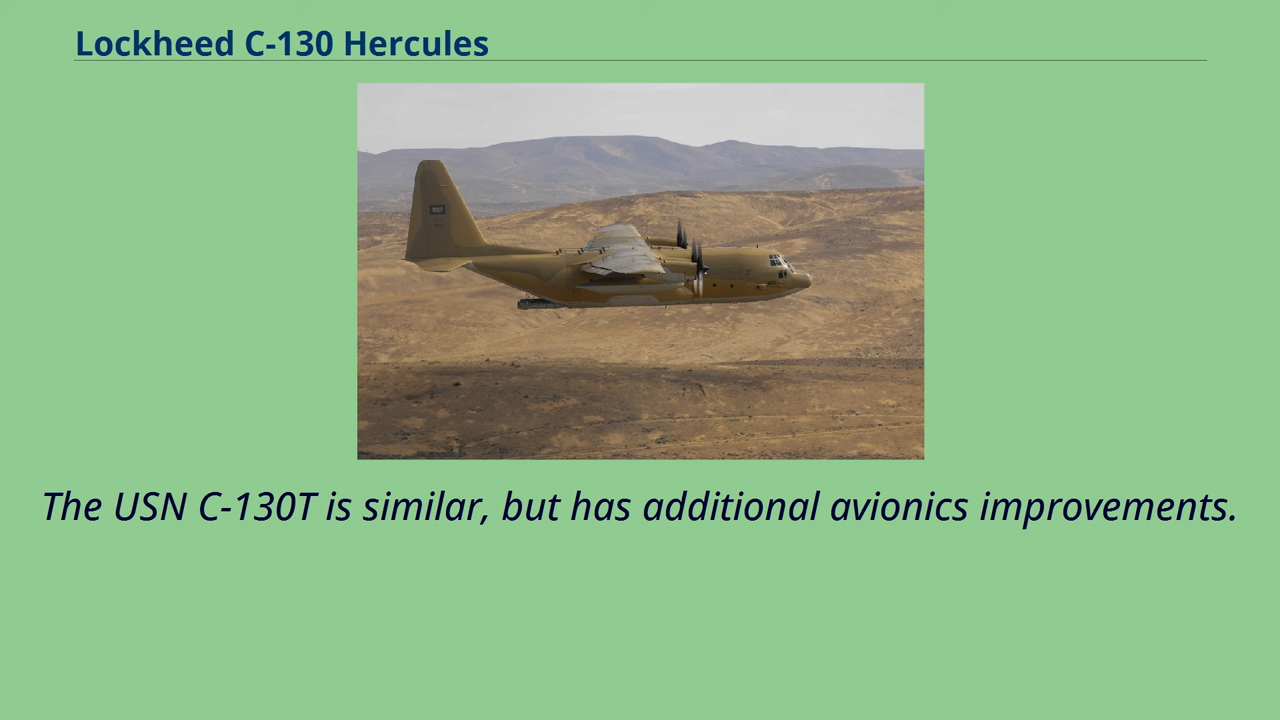 Lockheed C-130 Hercules
The USN C-130T is similar, but has additional avionics improvements.